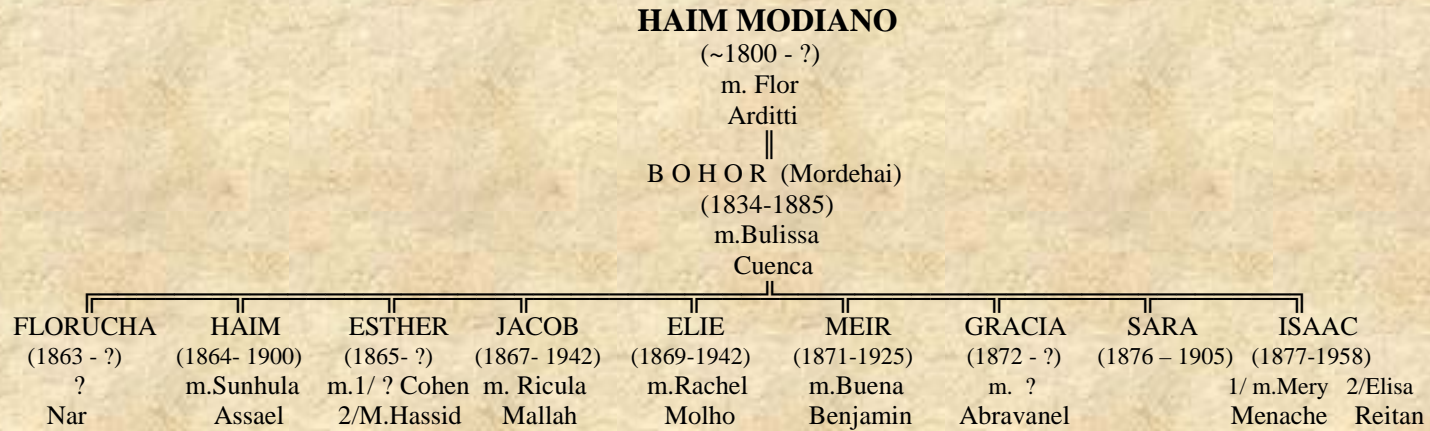 HAIM MODIANO
(~1800 - ?)
m. Flor
Arditti
B O H O R (Mordehai)
(1834-1885)
m.Bulissa
Cuenca
FLORUCHA HAIM ESTHER JACOB ELIE MEIR GRACIA SARA ISAAC
(1863 - ?) (1864- 1900) (1865- ?) (1867- 1942) (1869-1942) (1871-1925) (1872 - ?) (1876 – 1905) (1877-1958)
? m.Sunhula m.1/ ? Cohen m. Ricula m.Rachel m.Buena m. ? 1/ m.Mery 2/Elisa
Nar Assael 2/M.Hassid Mallah Molho Benjamin Abravanel Menache Reitan